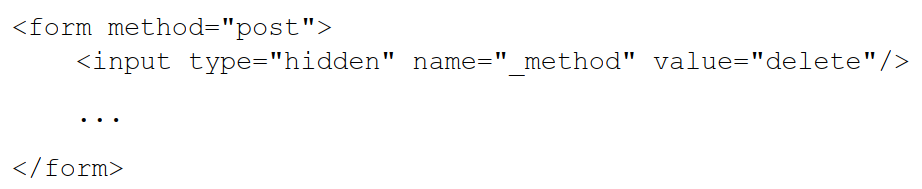 <form method="post">
    <input type="hidden" name="_method" value="delete"/>
    ...
</form>